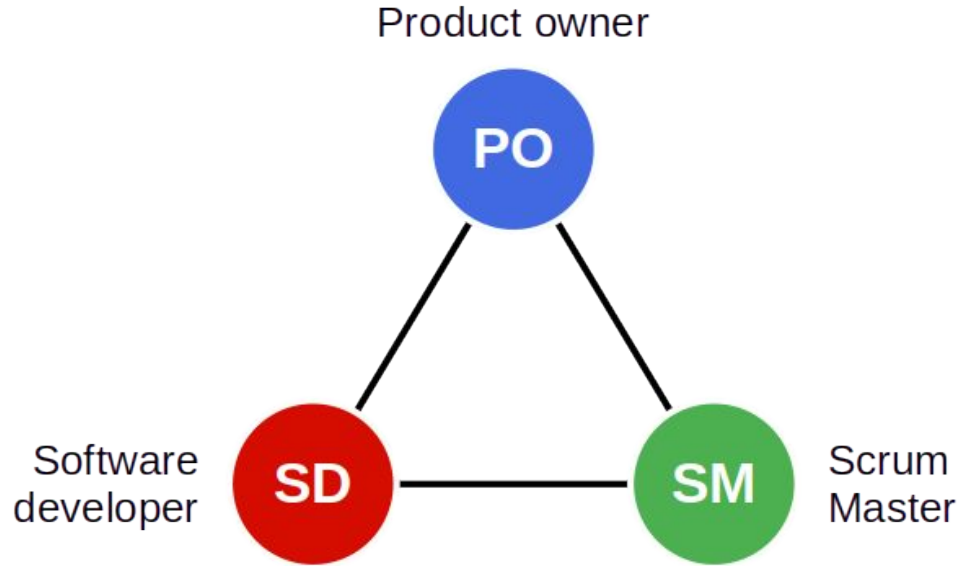 Product owner
PO
Software
developer
SD
SM
Scrum
Master